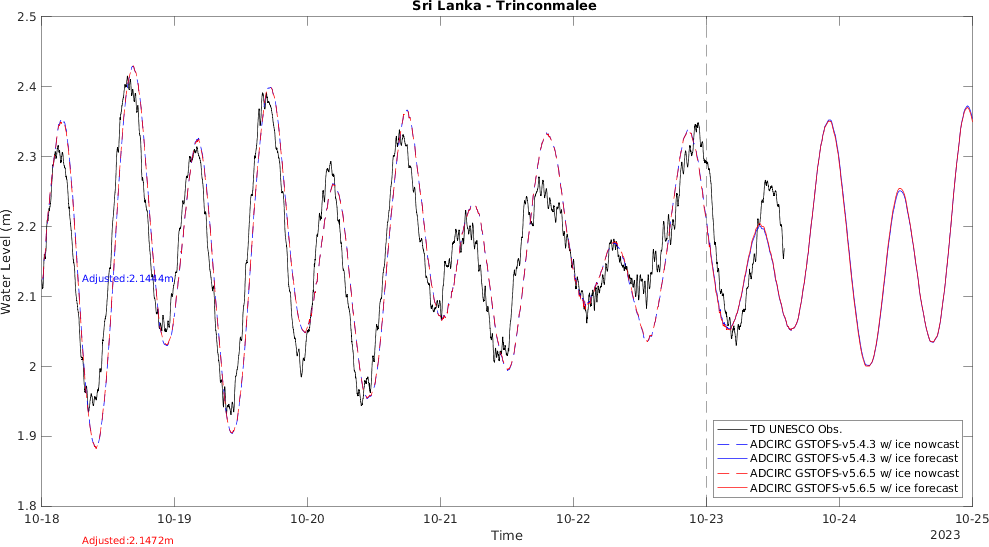 Sri Lanka - Trinconmalee
2.5
2.4
2.3
2.2
2.1
2
1.9
1.8
Water Level (m)
Adjusted:2.1444m
TD UNESCO Obs.
ADCIRC GSTOFS-v5.4.3 w/ ice nowcast
ADCIRC GSTOFS-v5.4.3 w/ ice forecast
ADCIRC GSTOFS-v5.6.5 w/ ice nowcast
ADCIRC GSTOFS-v5.6.5 w/ ice forecast
10-18 10-19 10-20 10-21 10-22 10-23 10-24 10-25
Time
2023
Adjusted:2.1472m